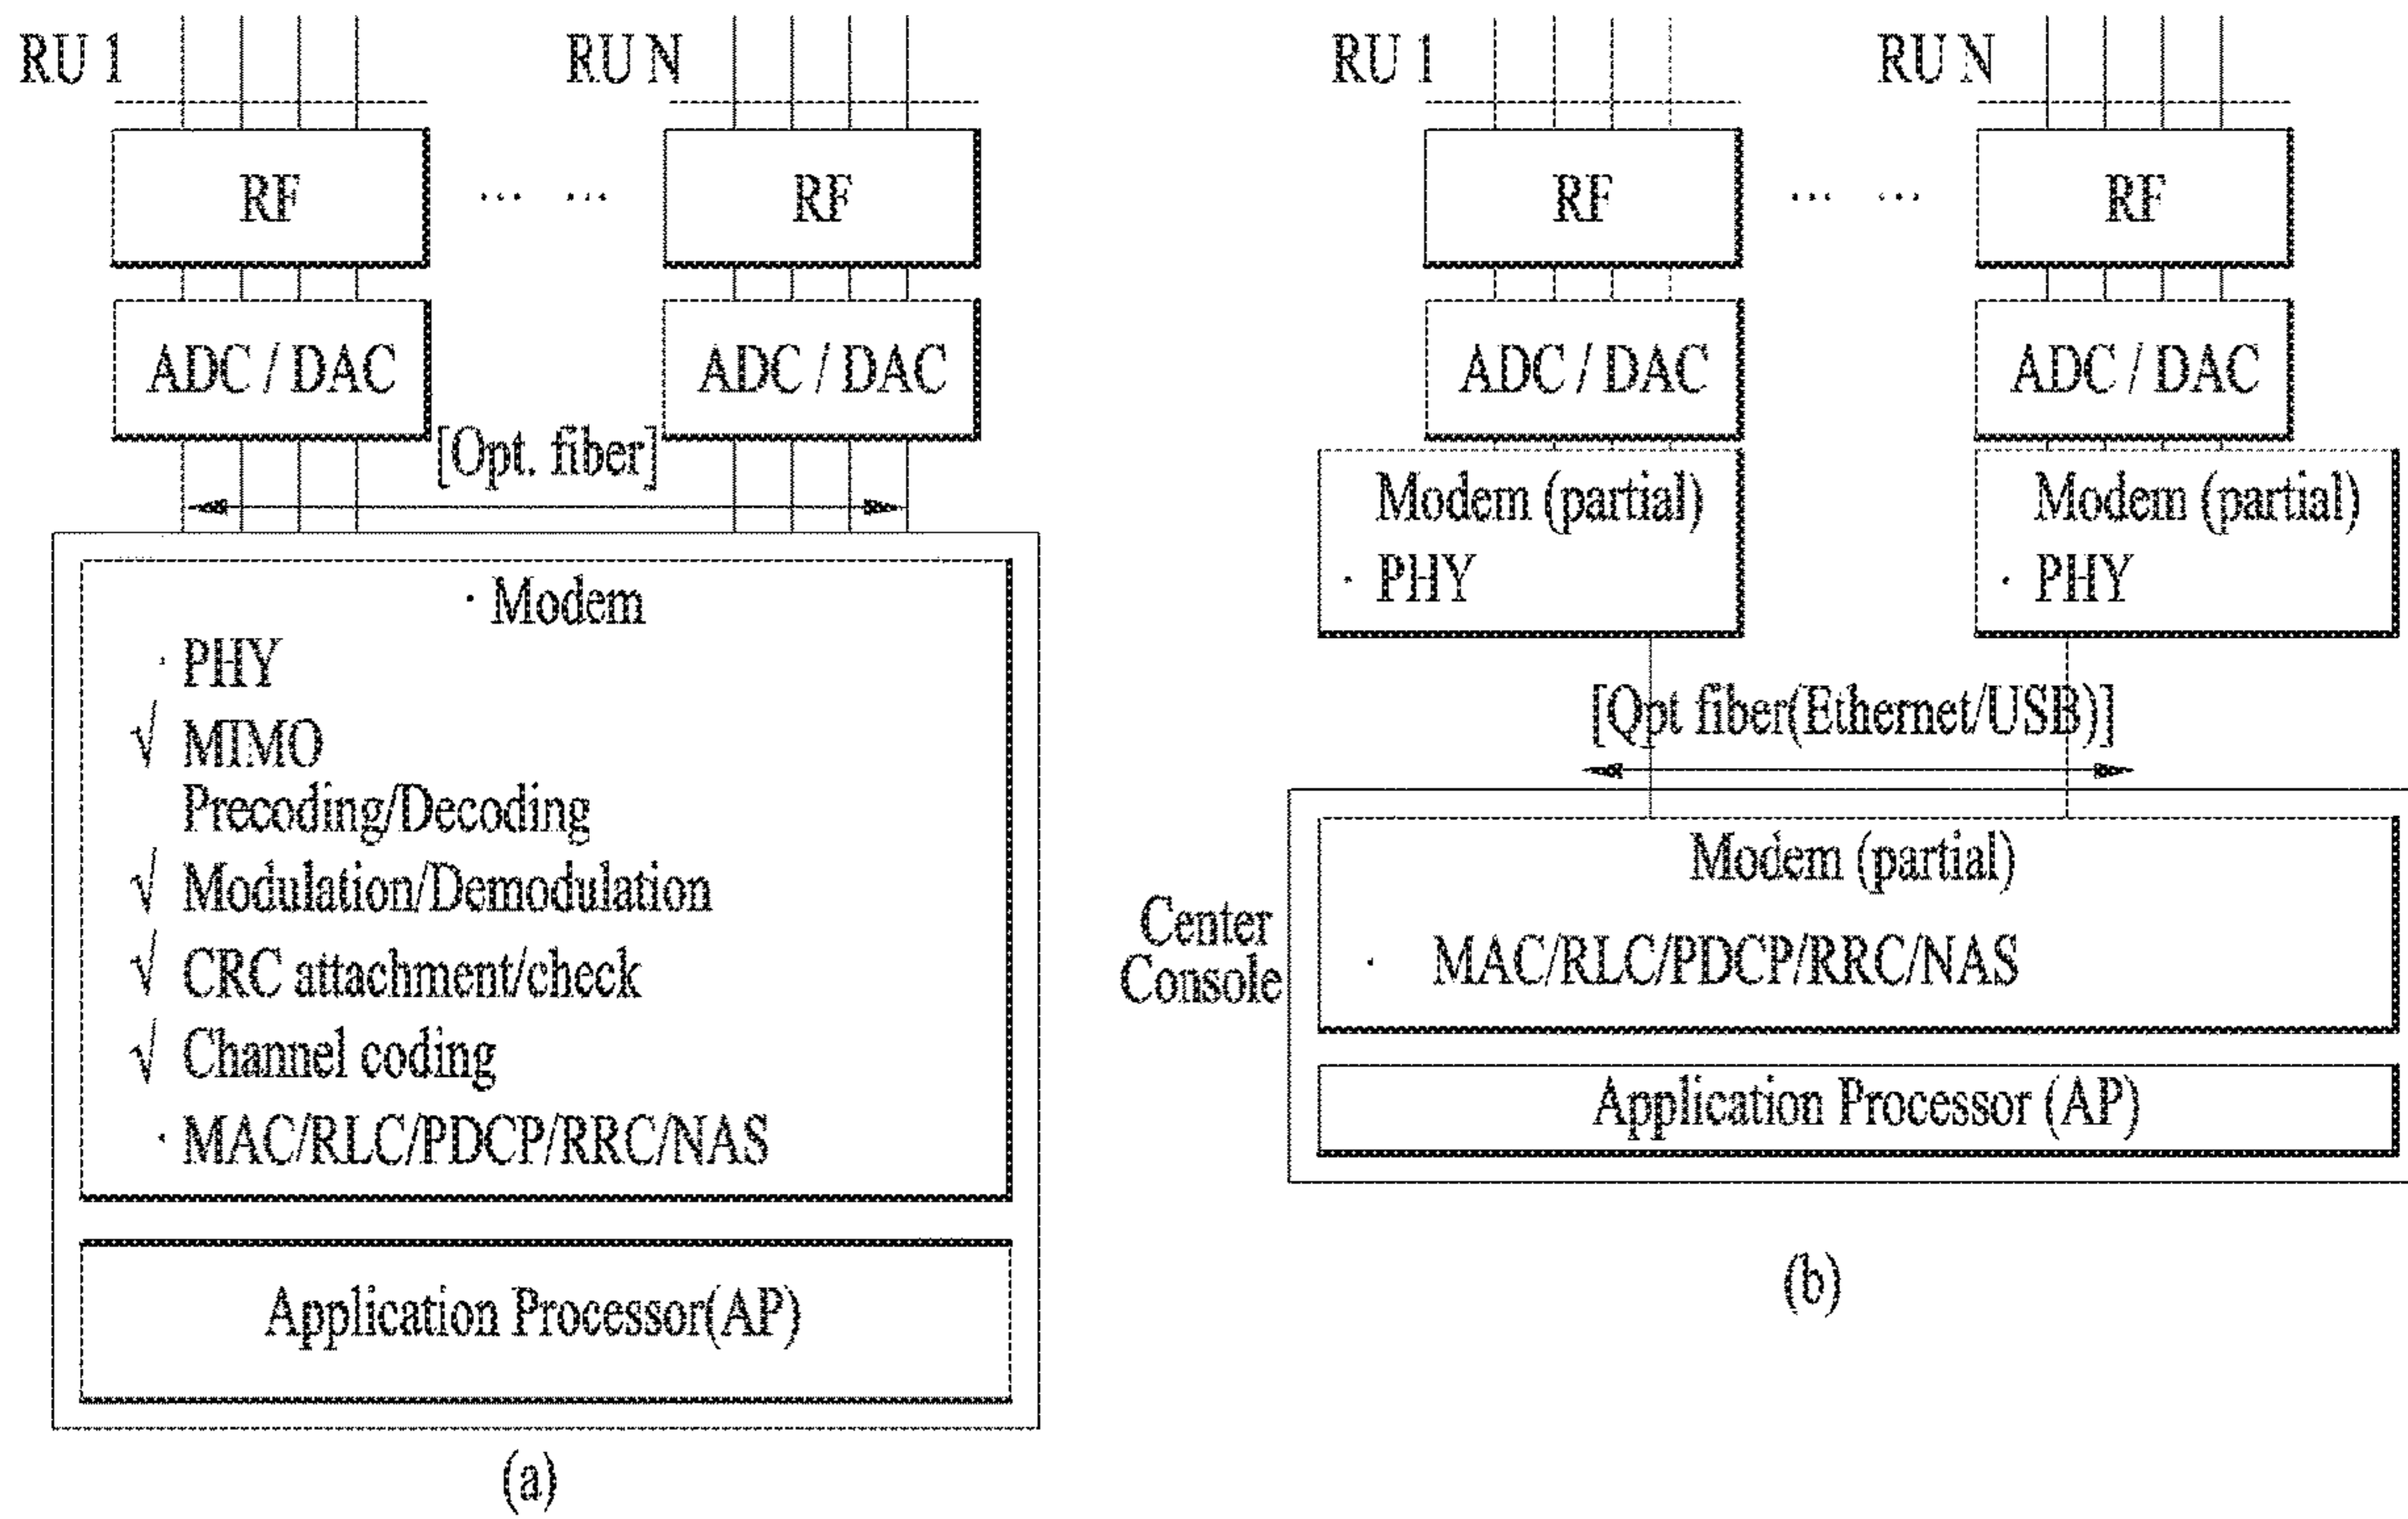 RU 1
RU N
RF
... ...
RF
ADC / DAC
ADC / DAC
[Opt. fiber]
· Modem
· PHY
√ MIMO
Precoding/Decoding
√ Modulation/Demodulation
√ CRC attachment/check
√ Channel coding
· MAC/RLC/PDCP/RRC/NAS
Application Processor(AP)
(a)
RU 1
RU N
RF
... ...
RF
ADC / DAC
ADC / DAC
Modem (partial)
· PHY
Modem (partial)
· PHY
[Opt fiber(Ethernet/USB)]
Center
Console
Modem (partial)
· MAC/RLC/PDCP/RRC/NAS
Application Processor (AP)
(b)